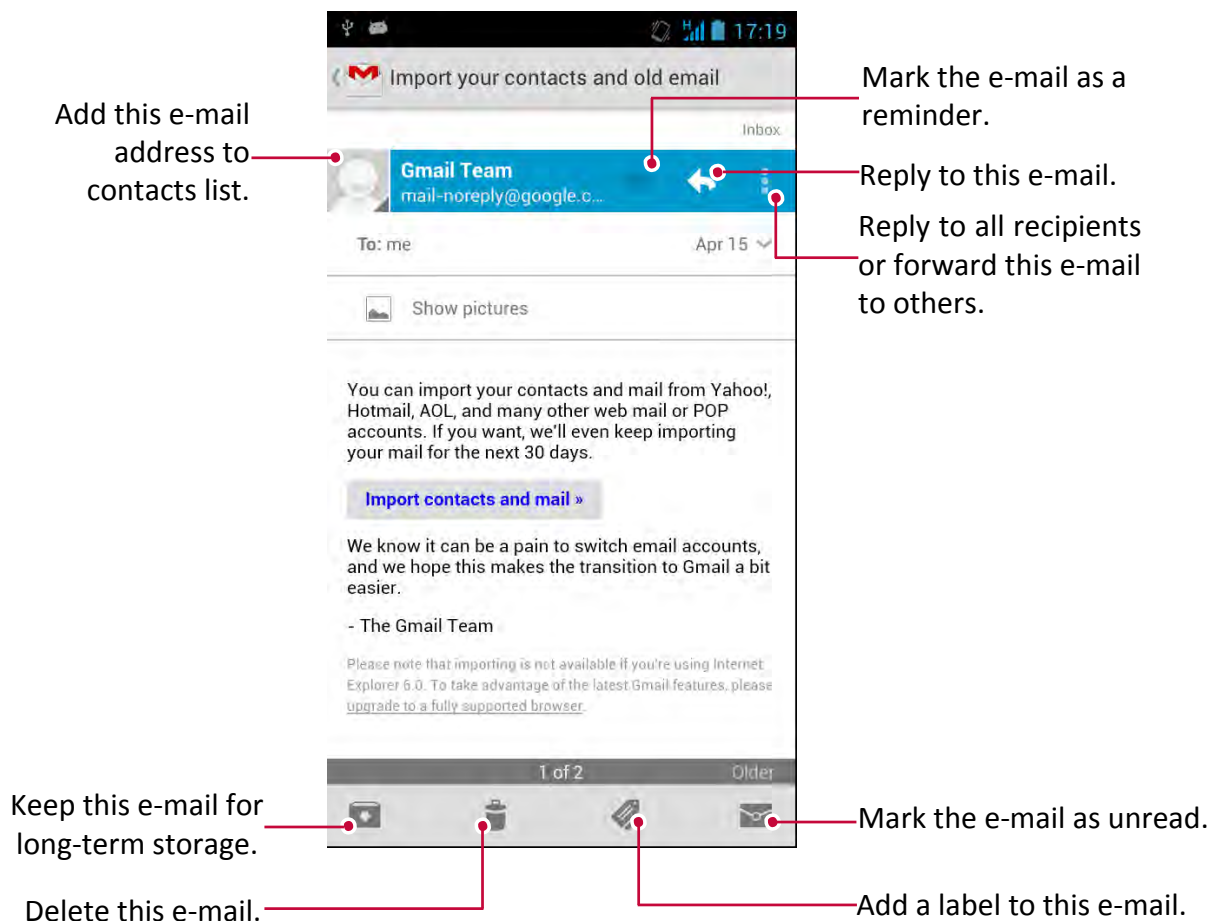 17:19
Import your contacts and old email
Inbox
Gmail Team
mail-noreply@google.c...
To: me
Apr 15
Show pictures
You can import your contacts and mail from Yahoo!,
Hotmail, AOL, and many other web mail or POP
accounts. If you want, we'll even keep importing
your mail for the next 30 days.
Import contacts and mail »
We know it can be a pain to switch email accounts,
and we hope this makes the transition to Gmail a bit
easier.
- The Gmail Team
Please note that importing is not available if you're using Internet
Explorer 6.0. To take advantage of the latest Gmail features, please
upgrade to a fully supported browser.
1 of 2
Older
Add this e-mail
address to
contacts list.
Mark the e-mail as a
reminder.
Reply to this e-mail.
Reply to all recipients
or forward this e-mail
to others.
Keep this e-mail for
long-term storage.
Delete this e-mail.
Mark the e-mail as unread.
Add a label to this e-mail.
H